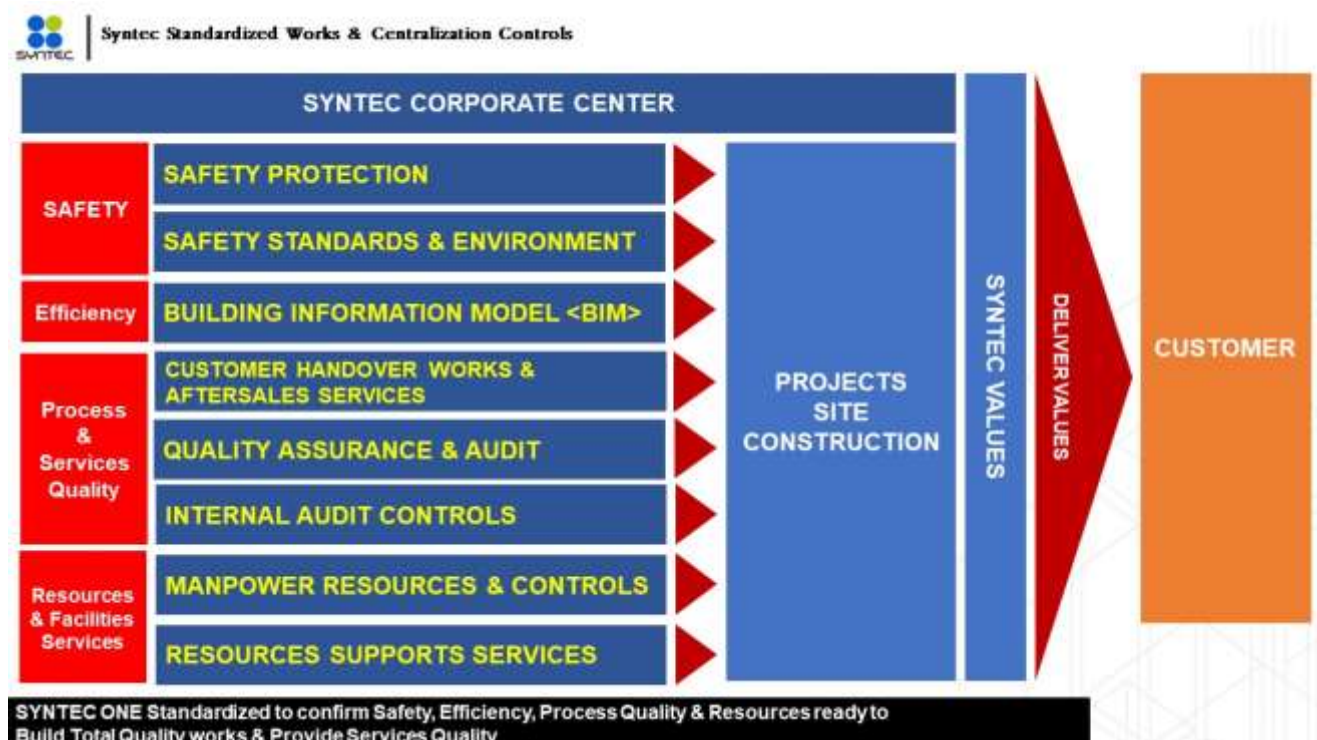 SYNTEC
Syntec Standardized Works & Centralization Controls
SYNTEC CORPORATE CENTER
SAFETY
SAFETY PROTECTION
SAFETY STANDARDS & ENVIRONMENT
Efficiency
BUILDING INFORMATION MODEL <BIM>
Process
&
Services
Quality
CUSTOMER HANDOVER WORKS &
AFTERSALES SERVICES
QUALITY ASSURANCE & AUDIT
INTERNAL AUDIT CONTROLS
Resources
& Facilities
Services
MANPOWER RESOURCES & CONTROLS
RESOURCES SUPPORTS SERVICES
PROJECTS
SITE
CONSTRUCTION
SYNTEC VALUES
DELIVER VALUES
CUSTOMER
SYNTEC ONE Standardized to confirm Safety, Efficiency, Process Quality & Resources ready to
Build Total Quality works & Provide Services Quality